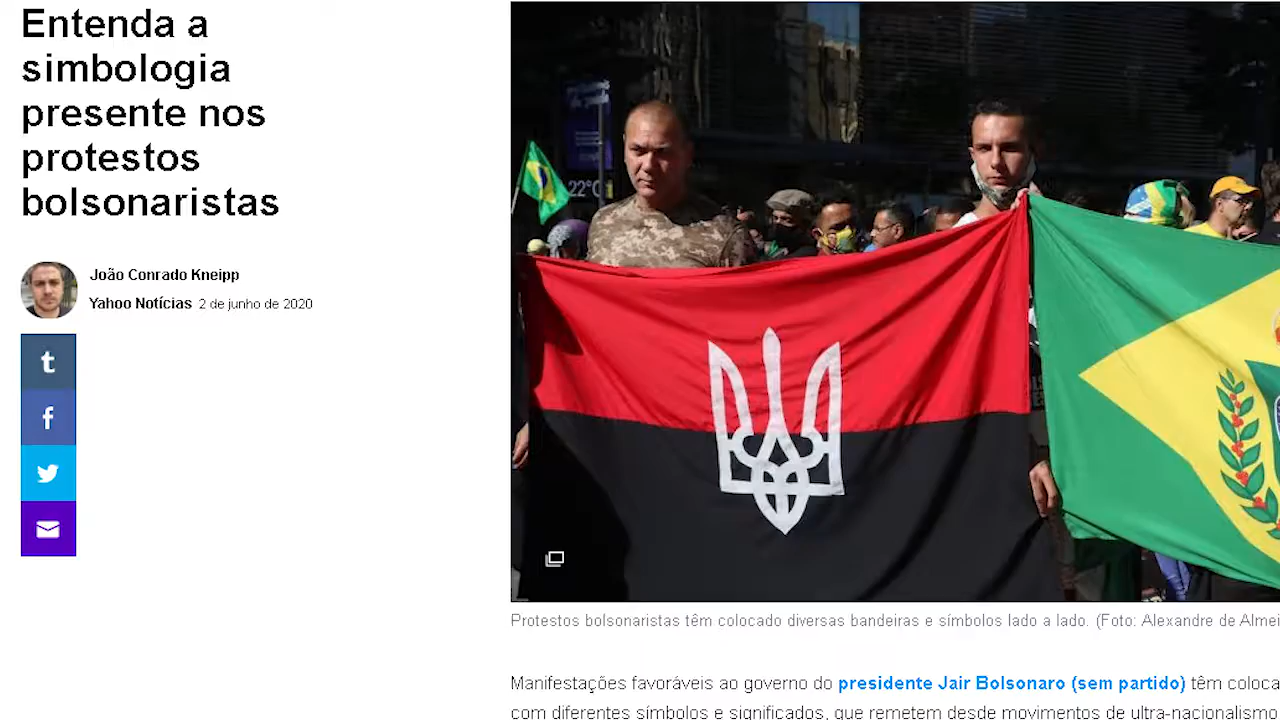 Entenda a
simbologia
presente nos
protestos
bolsonaristas
João Conrado Kneipp
Yahoo Notícias 2 de junho de 2020
22°C
Protestos bolsonaristas têm colocado diversas bandeiras e símbolos lado a lado. (Foto: Alexandre de Almei
Manifestações favoráveis ao governo do presidente Jair Bolsonaro (sem partido) têm coloca
com diferentes símbolos e significados, que remetem desde movimentos de ultra-nacionalismo